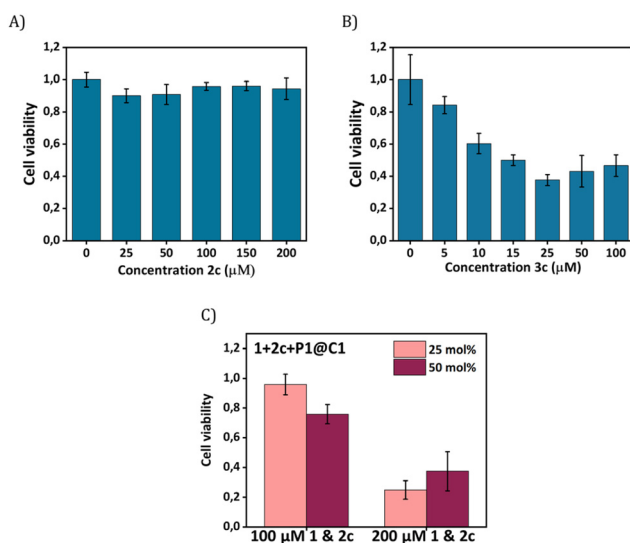 A)
1,2
1,0
0,8
0,6
0,4
0,2
0,0
Cell viability
0 25 50 100 150 200
Concentration 2c (μM)
B)
1,2
1,0
0,8
0,6
0,4
0,2
0,0
Cell viability
0 5 10 15 25 50 100
Concentration 3c (μM)
C)
1,2
1,0
0,8
0,6
0,4
0,2
0,0
Cell viability
1+2c+P1@C1
25 mol%
50 mol%
100 μM 1 & 2c 200 μM 1 & 2c